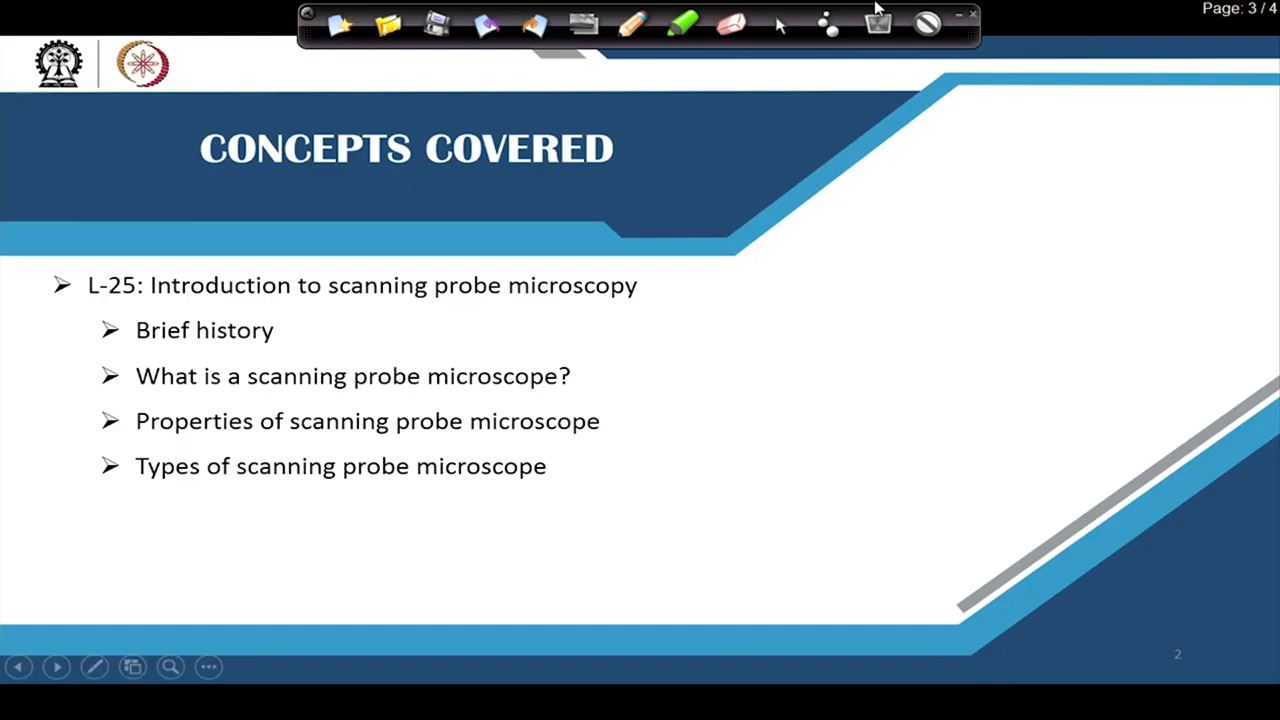 Page: 3 / 4
CONCEPTS COVERED
L-25: Introduction to scanning probe microscopy
Brief history
What is a scanning probe microscope?
Properties of scanning probe microscope
Types of scanning probe microscope
2